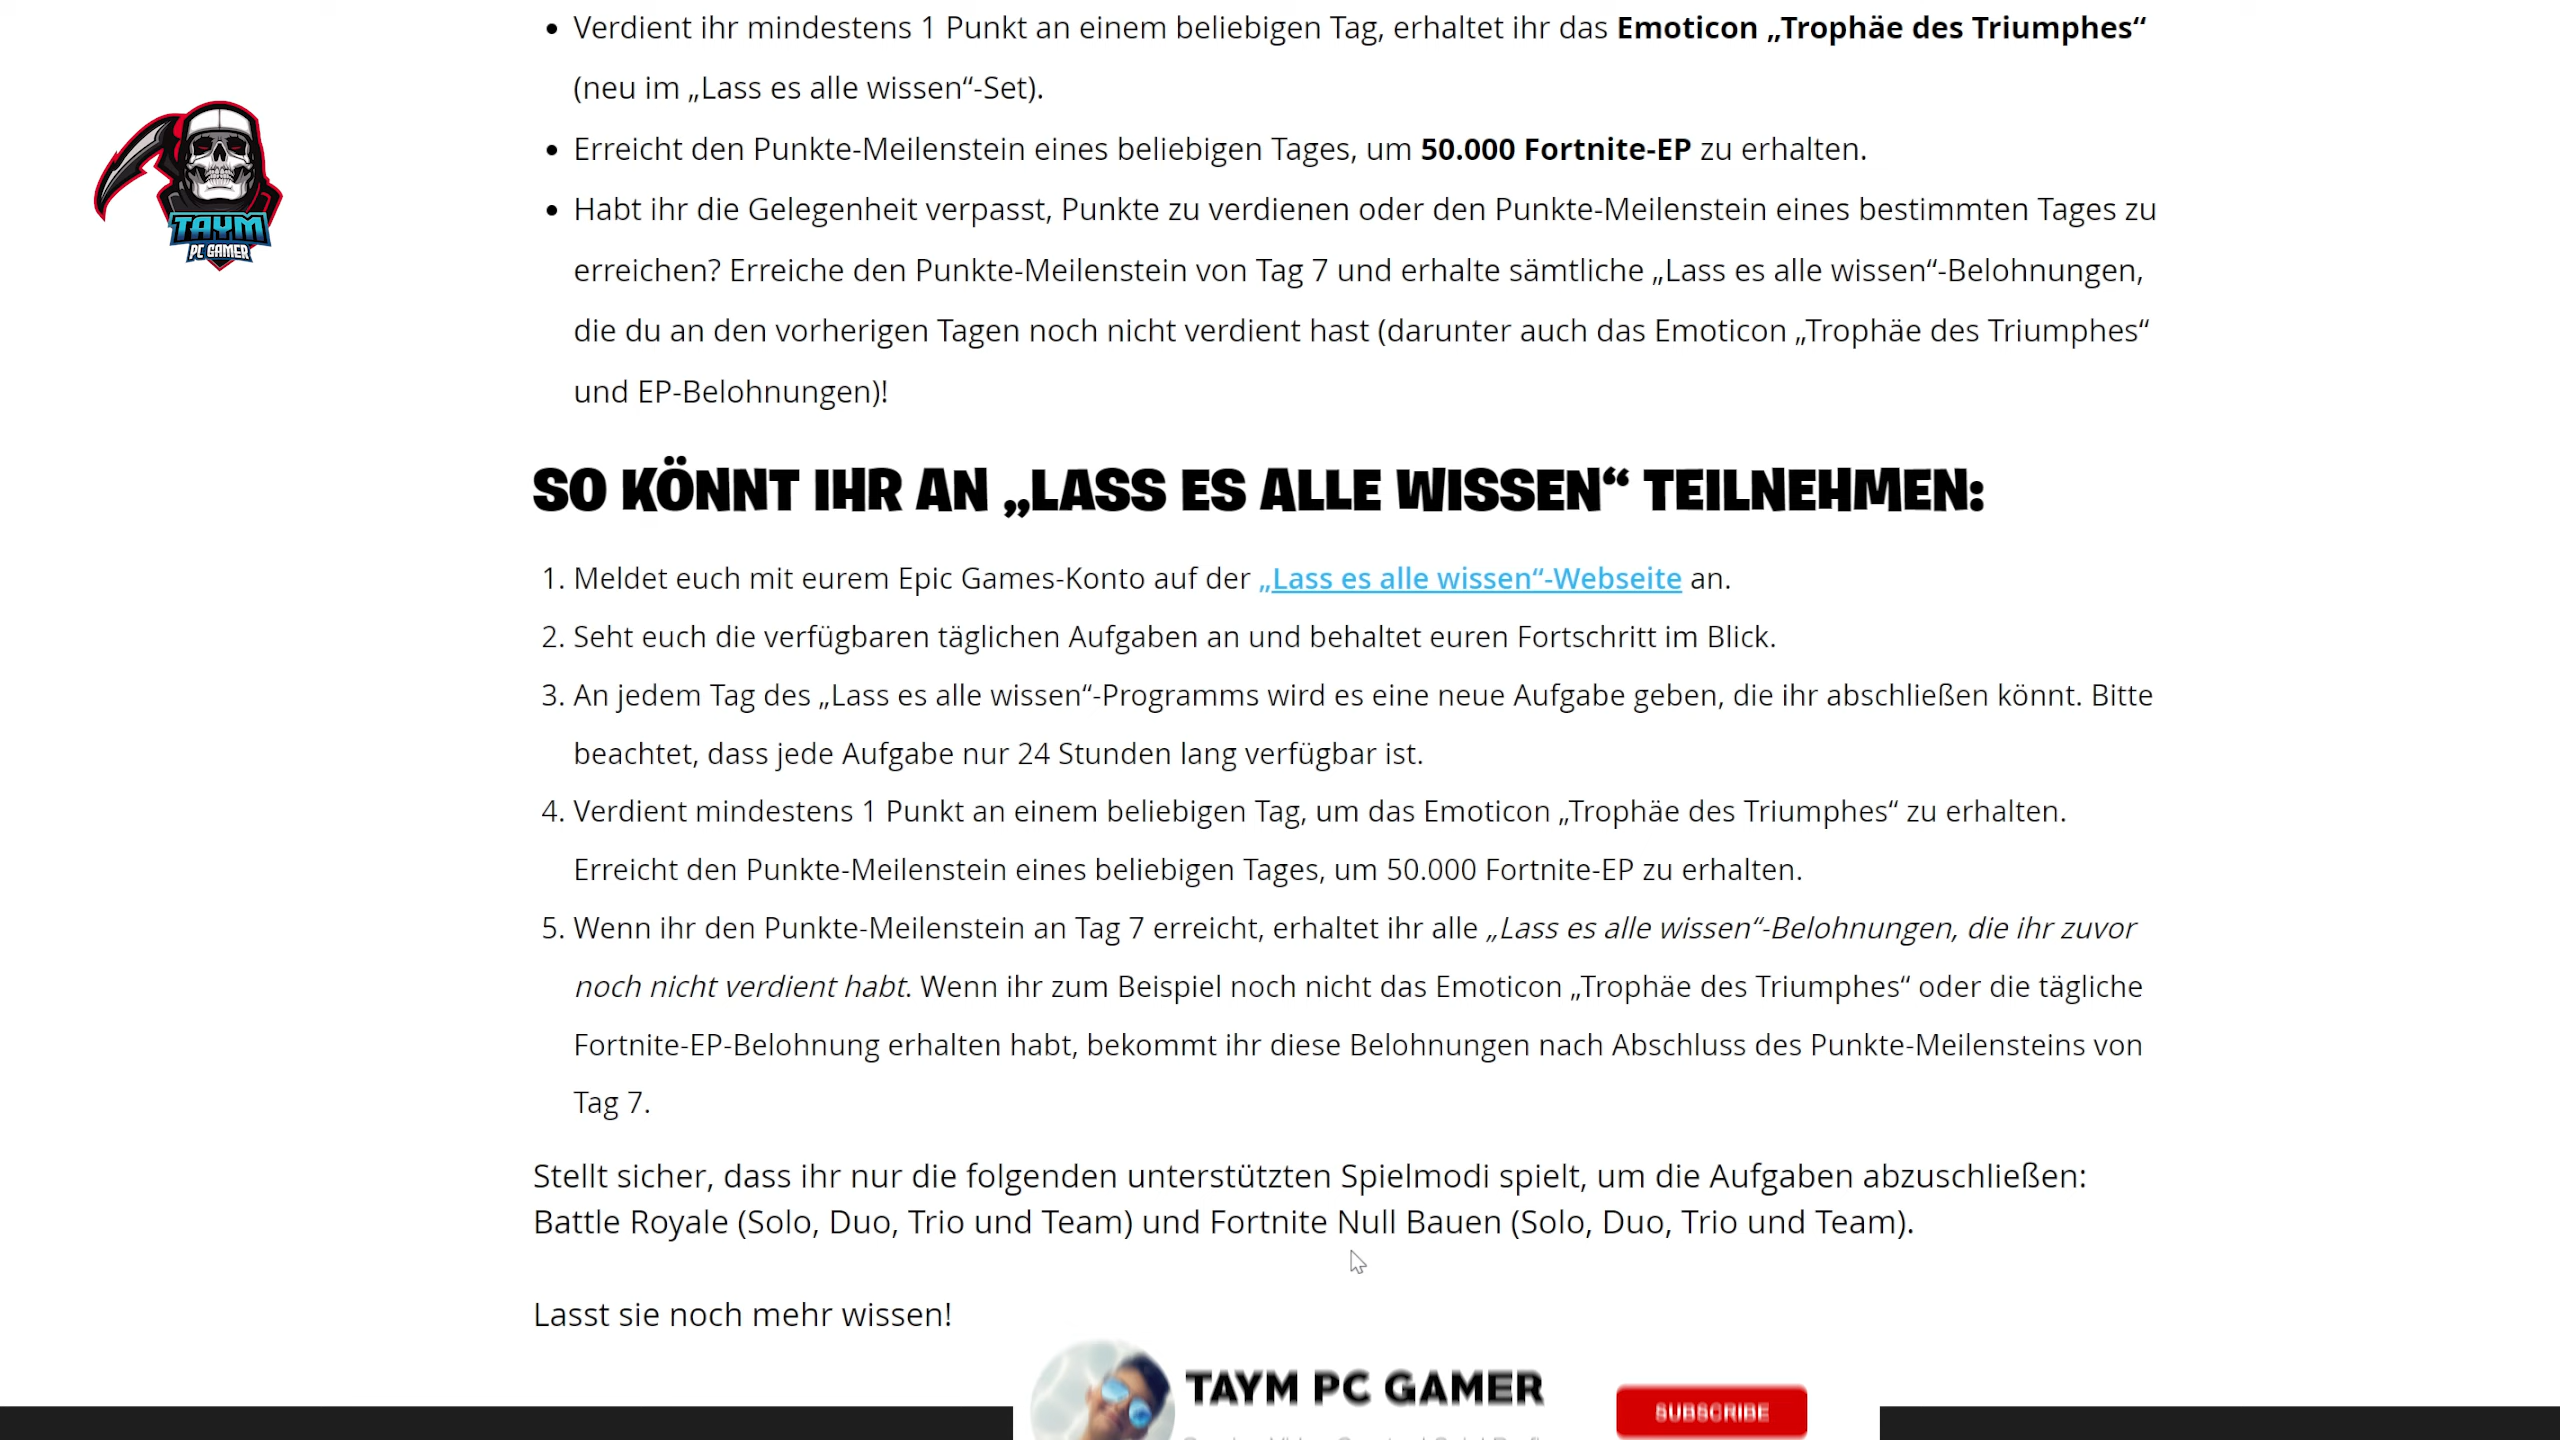 Verdient ihr mindestens 1 Punkt an einem beliebigen Tag, erhaltet ihr das Emoticon „Trophäe des Triumphes“
(neu im „Lass es alle wissen“-Set).
Erreicht den Punkte-Meilenstein eines beliebigen Tages, um 50.000 Fortnite-EP zu erhalten.
TAYM
PC GAMER
Habt ihr die Gelegenheit verpasst, Punkte zu verdienen oder den Punkte-Meilenstein eines bestimmten Tages zu
erreichen? Erreiche den Punkte-Meilenstein von Tag 7 und erhalte sämtliche „Lass es alle wissen“-Belohnungen,
die du an den vorherigen Tagen noch nicht verdient hast (darunter auch das Emoticon „Trophäe des Triumphes“
und EP-Belohnungen)!
SO KÖNNT IHR AN „LASS ES ALLE WISSEN“ TEILNEHMEN:
1. Meldet euch mit eurem Epic Games-Konto auf der „Lass es alle wissen“-Webseite an.
2. Seht euch die verfügbaren täglichen Aufgaben an und behaltet euren Fortschritt im Blick.
3. An jedem Tag des „Lass es alle wissen“-Programms wird es eine neue Aufgabe geben, die ihr abschließen könnt. Bitte
beachtet, dass jede Aufgabe nur 24 Stunden lang verfügbar ist.
4. Verdient mindestens 1 Punkt an einem beliebigen Tag, um das Emoticon „Trophäe des Triumphes“ zu erhalten.
Erreicht den Punkte-Meilenstein eines beliebigen Tages, um 50.000 Fortnite-EP zu erhalten.
5. Wenn ihr den Punkte-Meilenstein an Tag 7 erreicht, erhaltet ihr alle „Lass es alle wissen“-Belohnungen, die ihr zuvor
noch nicht verdient habt. Wenn ihr zum Beispiel noch nicht das Emoticon „Trophäe des Triumphes“ oder die tägliche
Fortnite-EP-Belohnung erhalten habt, bekommt ihr diese Belohnungen nach Abschluss des Punkte-Meilensteins von
Tag 7.
Stellt sicher, dass ihr nur die folgenden unterstützten Spielmodi spielt, um die Aufgaben abzuschließen:
Battle Royale (Solo, Duo, Trio und Team) und Fortnite Null Bauen (Solo, Duo, Trio und Team).
Lasst sie noch mehr wissen!
TAYM PC GAMER
SUBSCRIBE